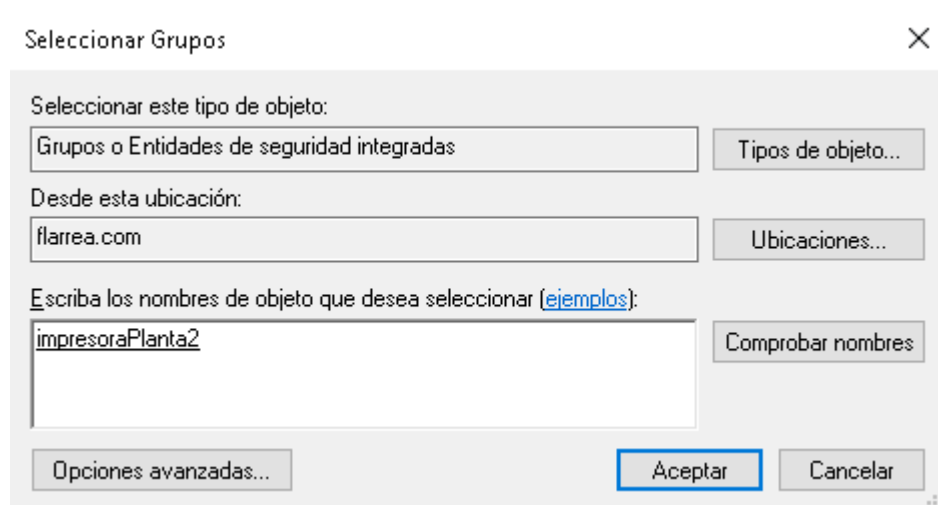 Seleccionar Grupos
Seleccionar este tipo de objeto:
Grupos o Entidades de seguridad integradas
Tipos de objeto...
Desde esta ubicación:
flarrea.com
Ubicaciones...
Escriba los nombres de objeto que desea seleccionar (ejemplos):
impresoraPlanta2
Comprobar nombres
Opciones avanzadas...
Aceptar
Cancelar